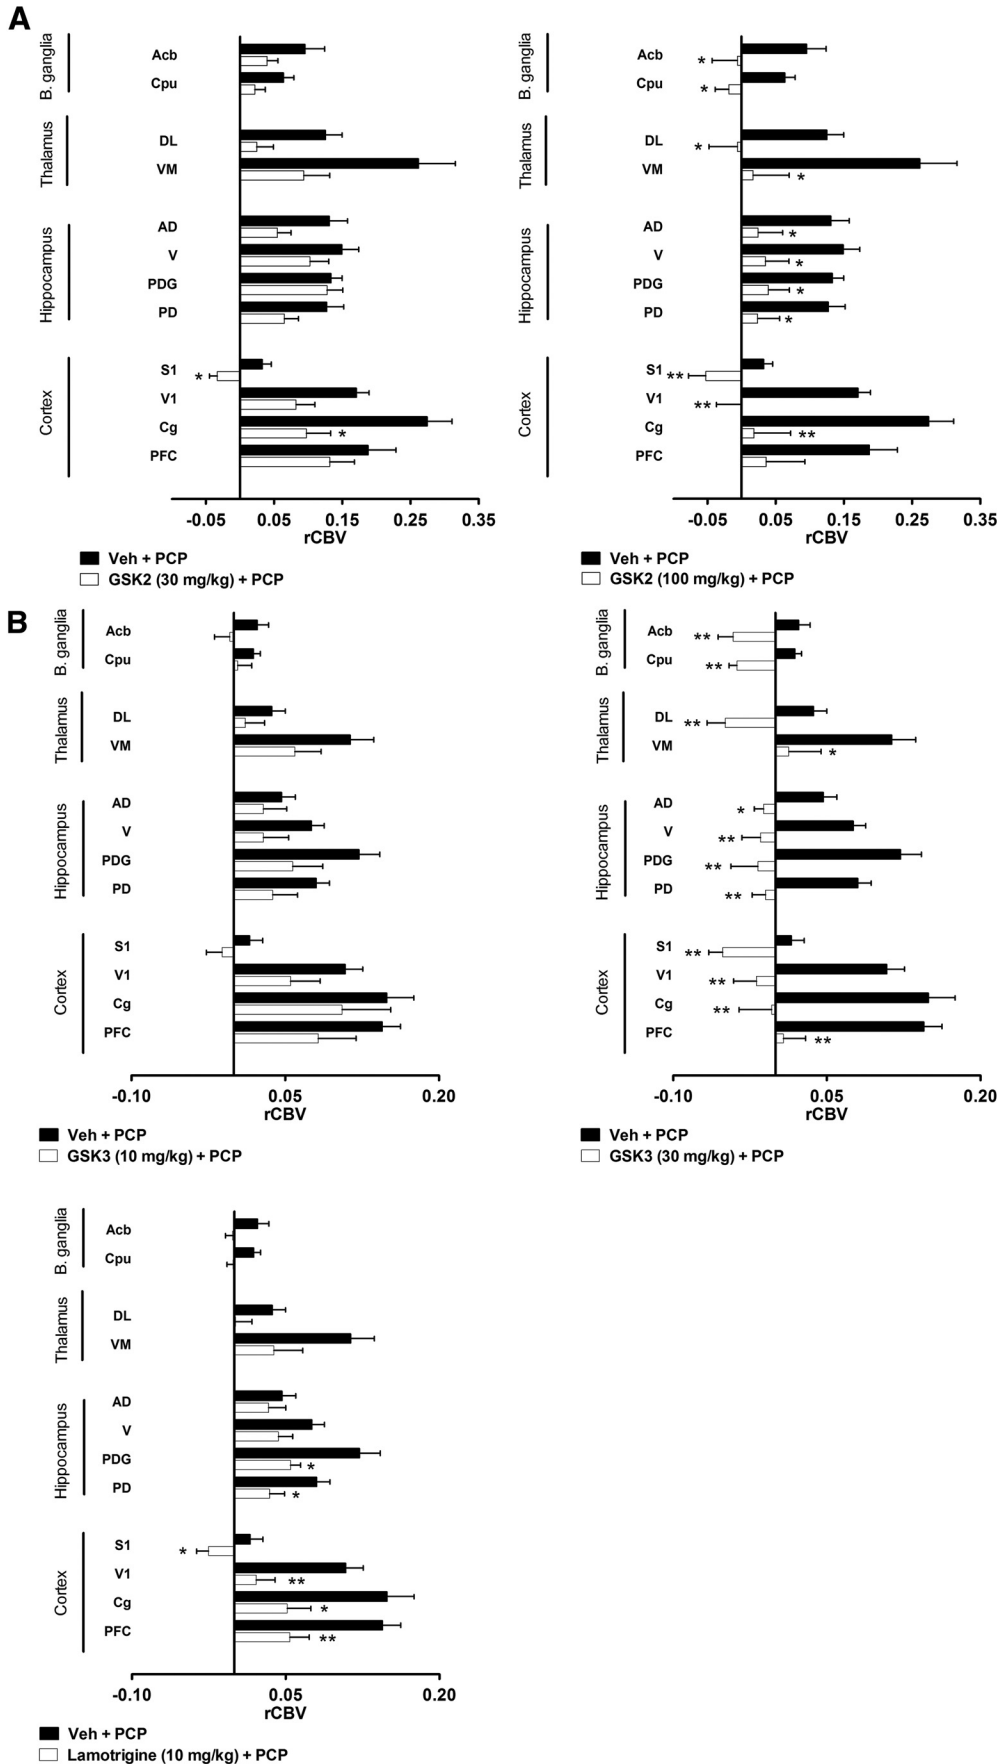 A
B. ganglia
Acb
*
Cpu
*
Thalamus
DL
*
VM
*
Hippocampus
AD
*
V
*
PDG
*
PD
*
Cortex
S1
*
V1
Cg
*
PFC
-0.05 0.05 0.15 0.25 0.35
rCBV
Veh + PCP
GSK2 (30 mg/kg) + PCP
B. ganglia
Acb
Cpu
Thalamus
DL
VM
Hippocampus
AD
V
PDG
PD
Cortex
S1
**
V1
**
Cg
**
PFC
-0.05 0.05 0.15 0.25 0.35
rCBV
Veh + PCP
GSK2 (100 mg/kg) + PCP
B
B. ganglia
Acb
Cpu
Thalamus
DL
VM
Hippocampus
AD
V
PDG
PD
Cortex
S1
V1
Cg
PFC
-0.10 0.05 0.20
rCBV
Veh + PCP
GSK3 (10 mg/kg) + PCP
B. ganglia
Acb
**
Cpu
**
Thalamus
DL
**
VM
*
Hippocampus
AD
*
V
**
PDG
**
PD
**
Cortex
S1
**
V1
**
Cg
**
PFC
**
-0.10 0.05 0.20
rCBV
Veh + PCP
GSK3 (30 mg/kg) + PCP
B. ganglia
Acb
Cpu
Thalamus
DL
VM
Hippocampus
AD
V
PDG
*
PD
*
Cortex
S1
*
V1
**
Cg
*
PFC
**
-0.10 0.05 0.20
rCBV
Veh + PCP
Lamotrigine (10 mg/kg) + PCP